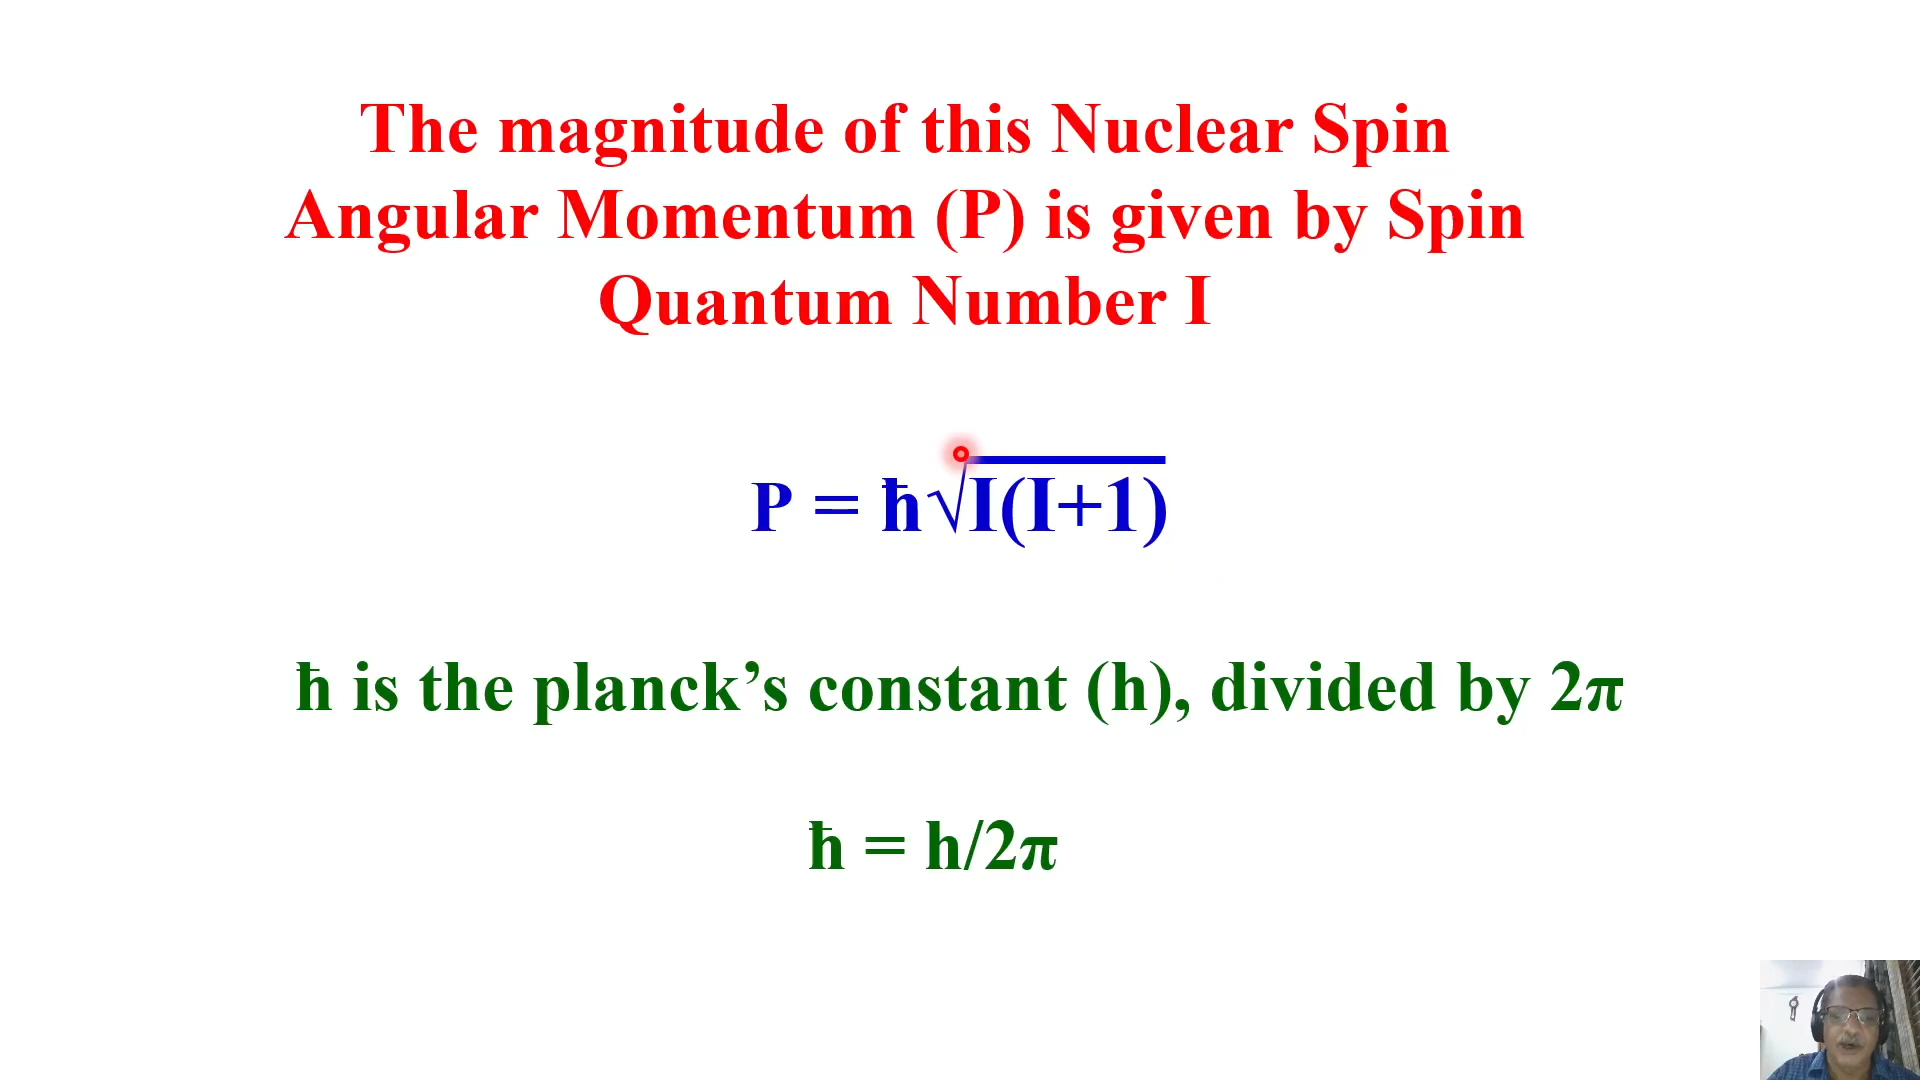 The magnitude of this Nuclear Spin
Angular Momentum (P) is given by Spin
Quantum Number I
P = ħ√I(I+1)
ħ is the planck’s constant (h), divided by 2π
ħ = h/2π